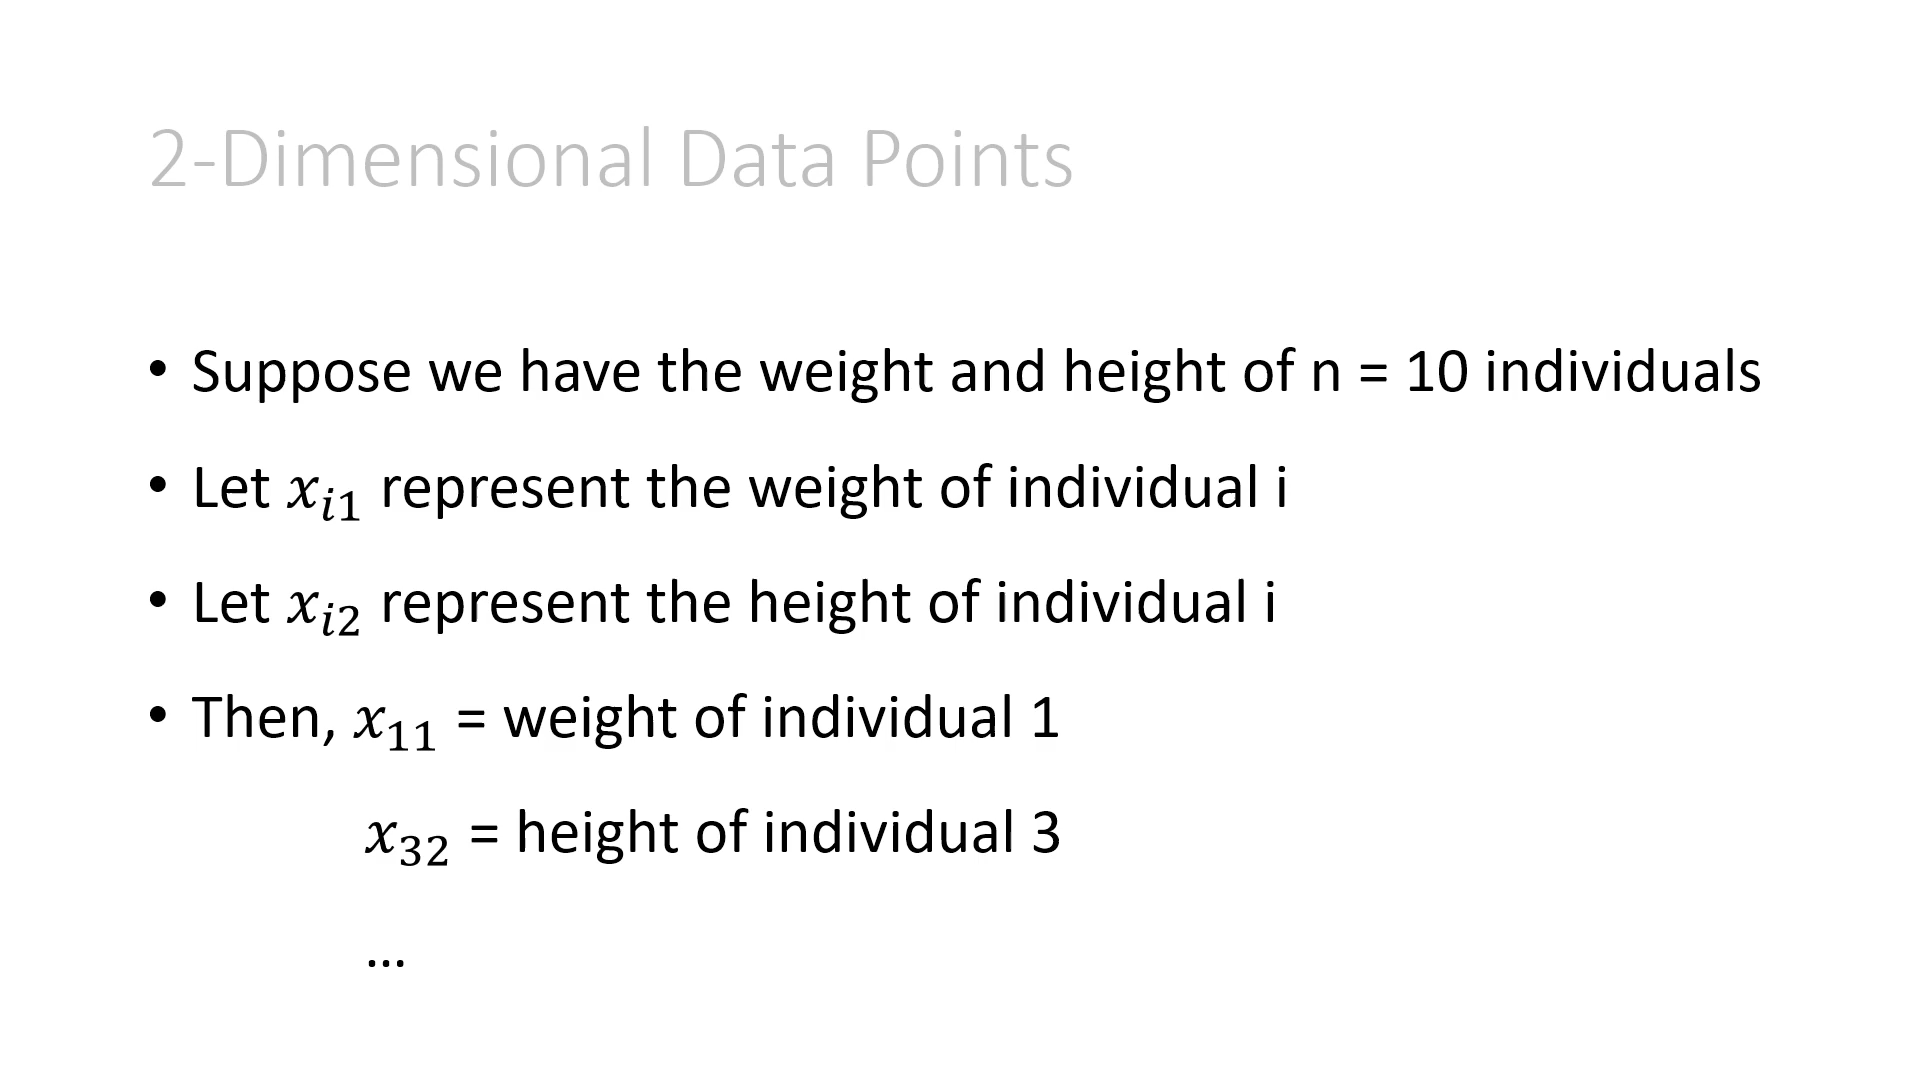 2-Dimensional Data Points
• Suppose we have the weight and height of n = 10 individuals
• Let $x_{i1}$ represent the weight of individual i
• Let $x_{i2}$ represent the height of individual i
• Then, $x_{11}$ = weight of individual 1
$x_{32}$ = height of individual 3
…